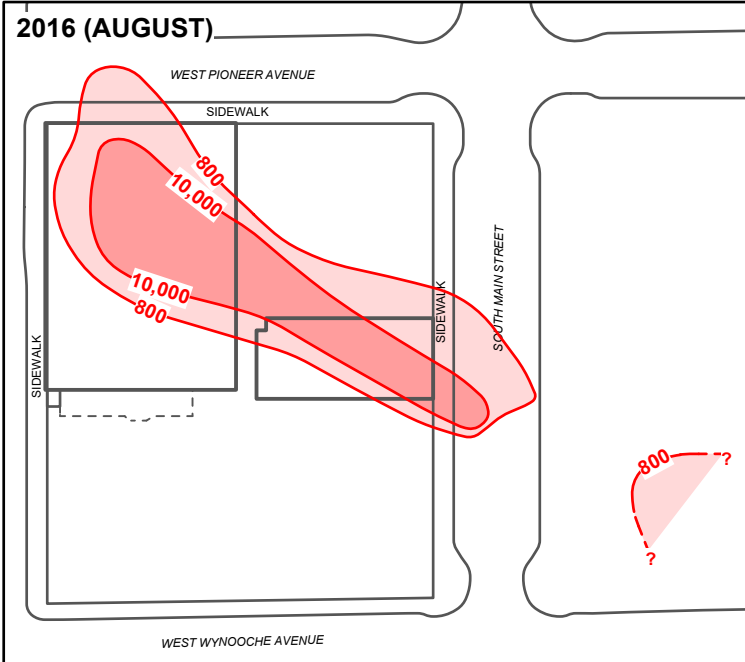 2016 (AUGUST)
WEST PIONEER AVENUE
SIDEWALK
800
10,000
10,000
800
SIDEWALK
SOUTH MAIN STREET
SIDEWALK
800
?
?
WEST WYNOOCHE AVENUE